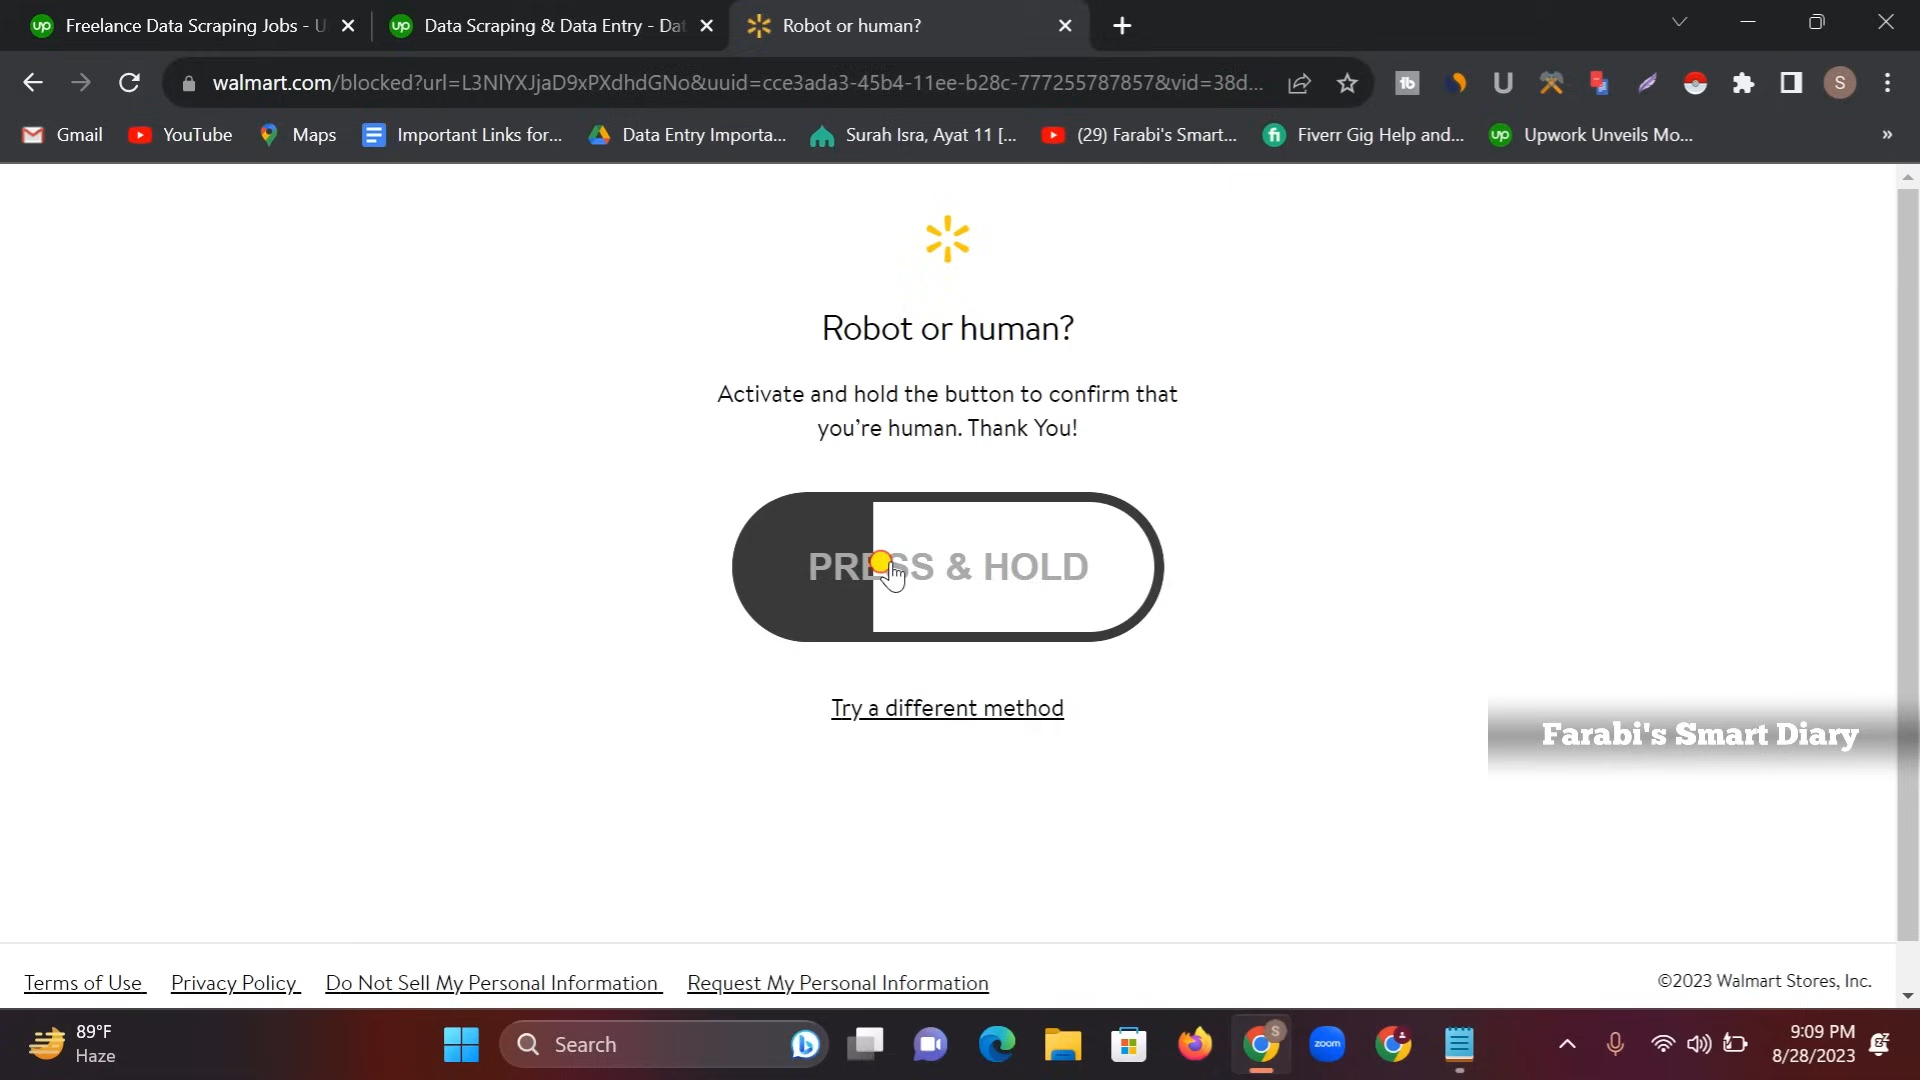 Freelance Data Scraping Jobs - U
Data Scraping & Data Entry - Dat
Robot or human?
walmart.com/blocked?url=L3NlYXJjaD9xPXdhdGNo&uuid=cce3ada3-45b4-11ee-b28c-777255787857&vid=38d...
S
Gmail
YouTube
Maps
Important Links for...
Data Entry Importa...
Surah Isra, Ayat 11 [...
(29) Farabi's Smart...
Fiverr Gig Help and...
Upwork Unveils Mo...
»
Robot or human?
Activate and hold the button to confirm that
you're human. Thank You!
PRESS & HOLD
Try a different method
Farabi's Smart Diary
Terms of Use
Privacy Policy
Do Not Sell My Personal Information
Request My Personal Information
©2023 Walmart Stores, Inc.
89°F
Haze
Search
zoom
9:09 PM
8/28/2023